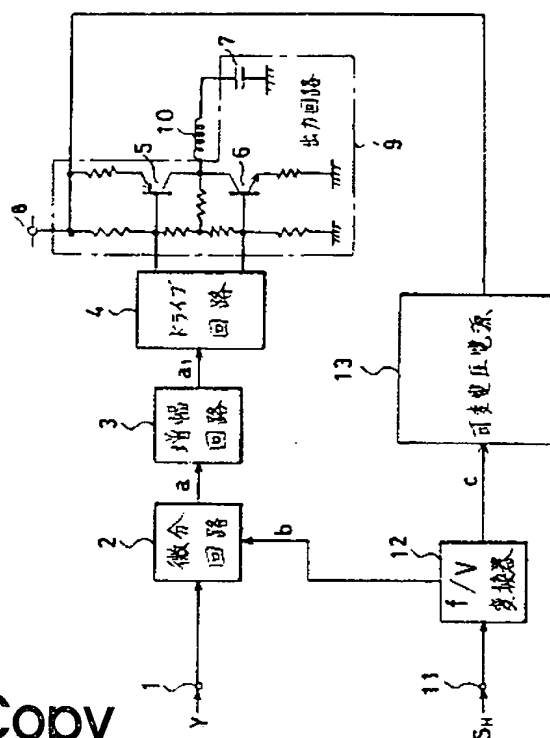 8
5
6
10
7
出力回路
9
4
ドライブ
回路
a1
3
増幅
回路
a
2
微分
回路
b
1
Y
13
可変電圧電源
c
12
f/V
変換器
11
SH
Copy